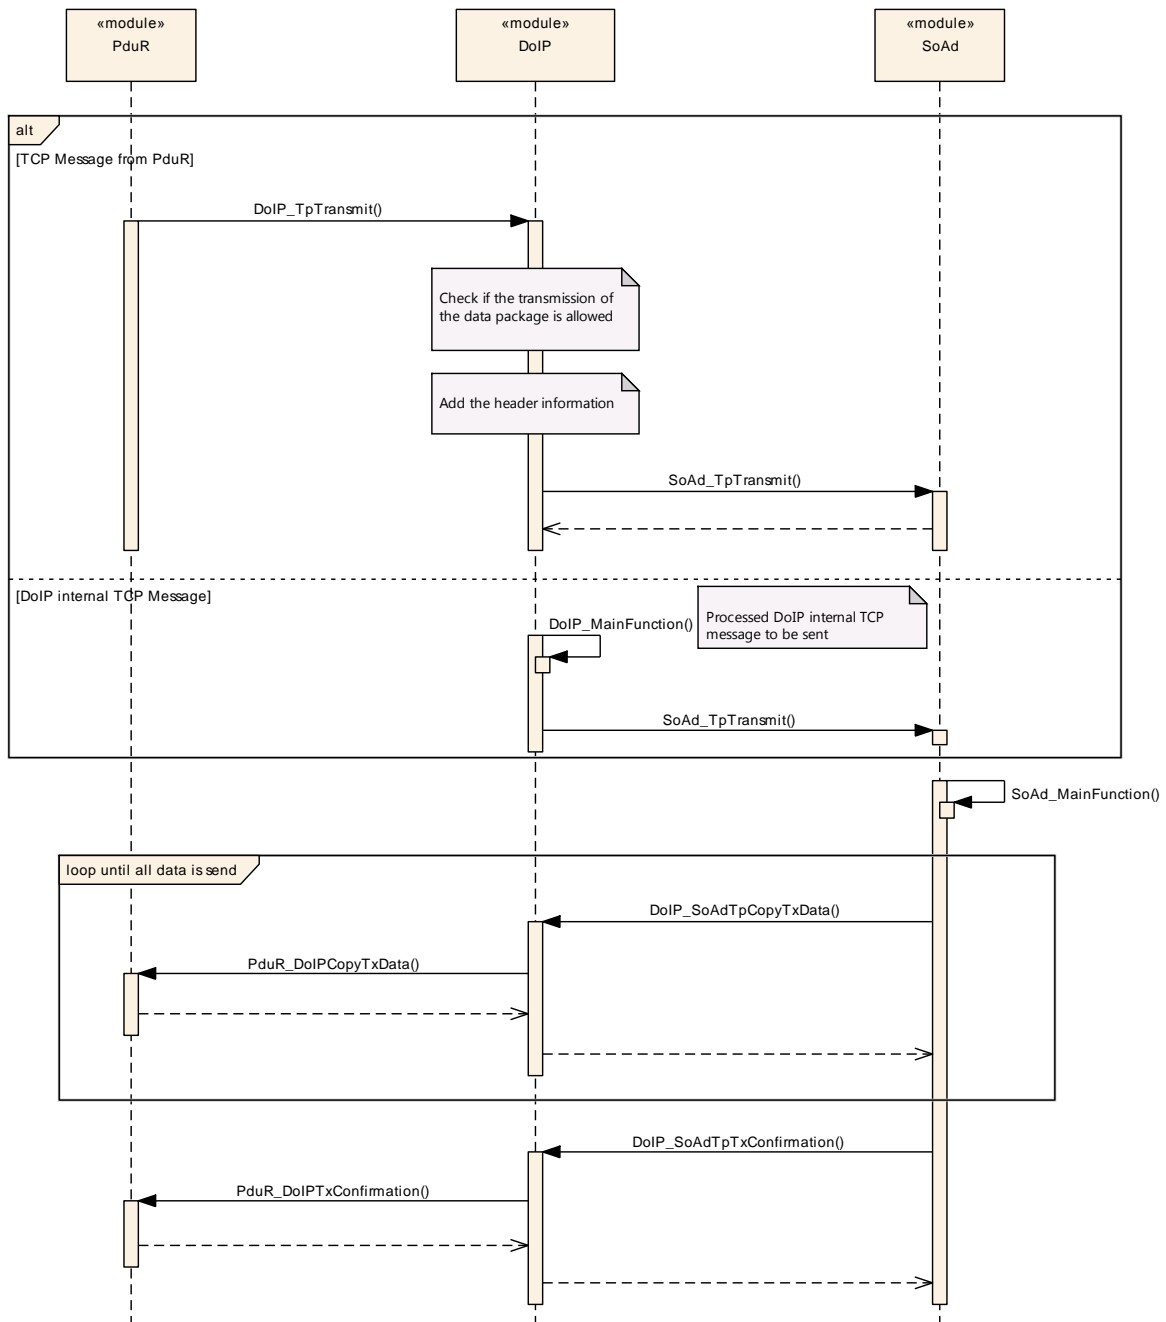 «module»
PduR
«module»
DoIP
«module»
SoAd
alt
[TCP Message from PduR]
DoIP_TpTransmit()
Check if the transmission of
the data package is allowed
Add the header information
SoAd_TpTransmit()
[DoIP internal TCP Message]
DoIP_MainFunction()
Processed DoIP internal TCP
message to be sent
SoAd_TpTransmit()
SoAd_MainFunction()
loop until all data is send
DoIP_SoAdTpCopyTxData()
PduR_DoIPCopyTxData()
DoIP_SoAdTpTxConfirmation()
PduR_DoIPTxConfirmation()